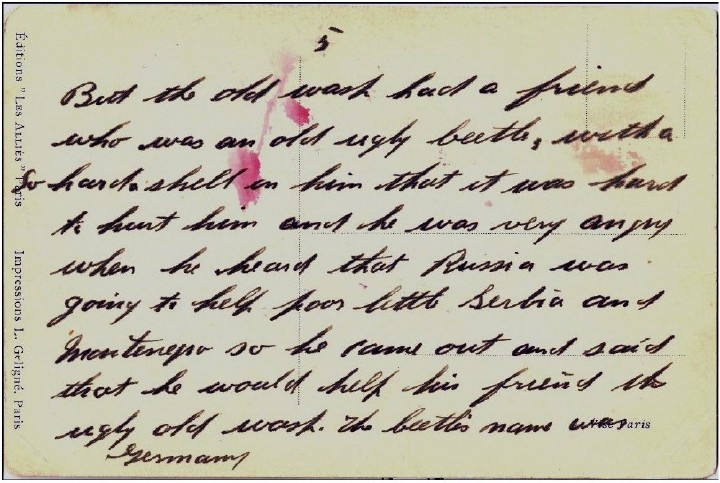 5
But the old wasp had a friend
who was an old ugly beetle, with a
so hard shell on him that it was hard
to hurt him and he was very angry
when he heard that Russia was
going to help poor little Serbia and
Montenegro so he came out and said
that he would help his friend the
ugly old wasp. The beetles name was
Germany
Éditions "LES ALLIÉS" Paris
Impressions L. Geligné, Paris
Visé Paris